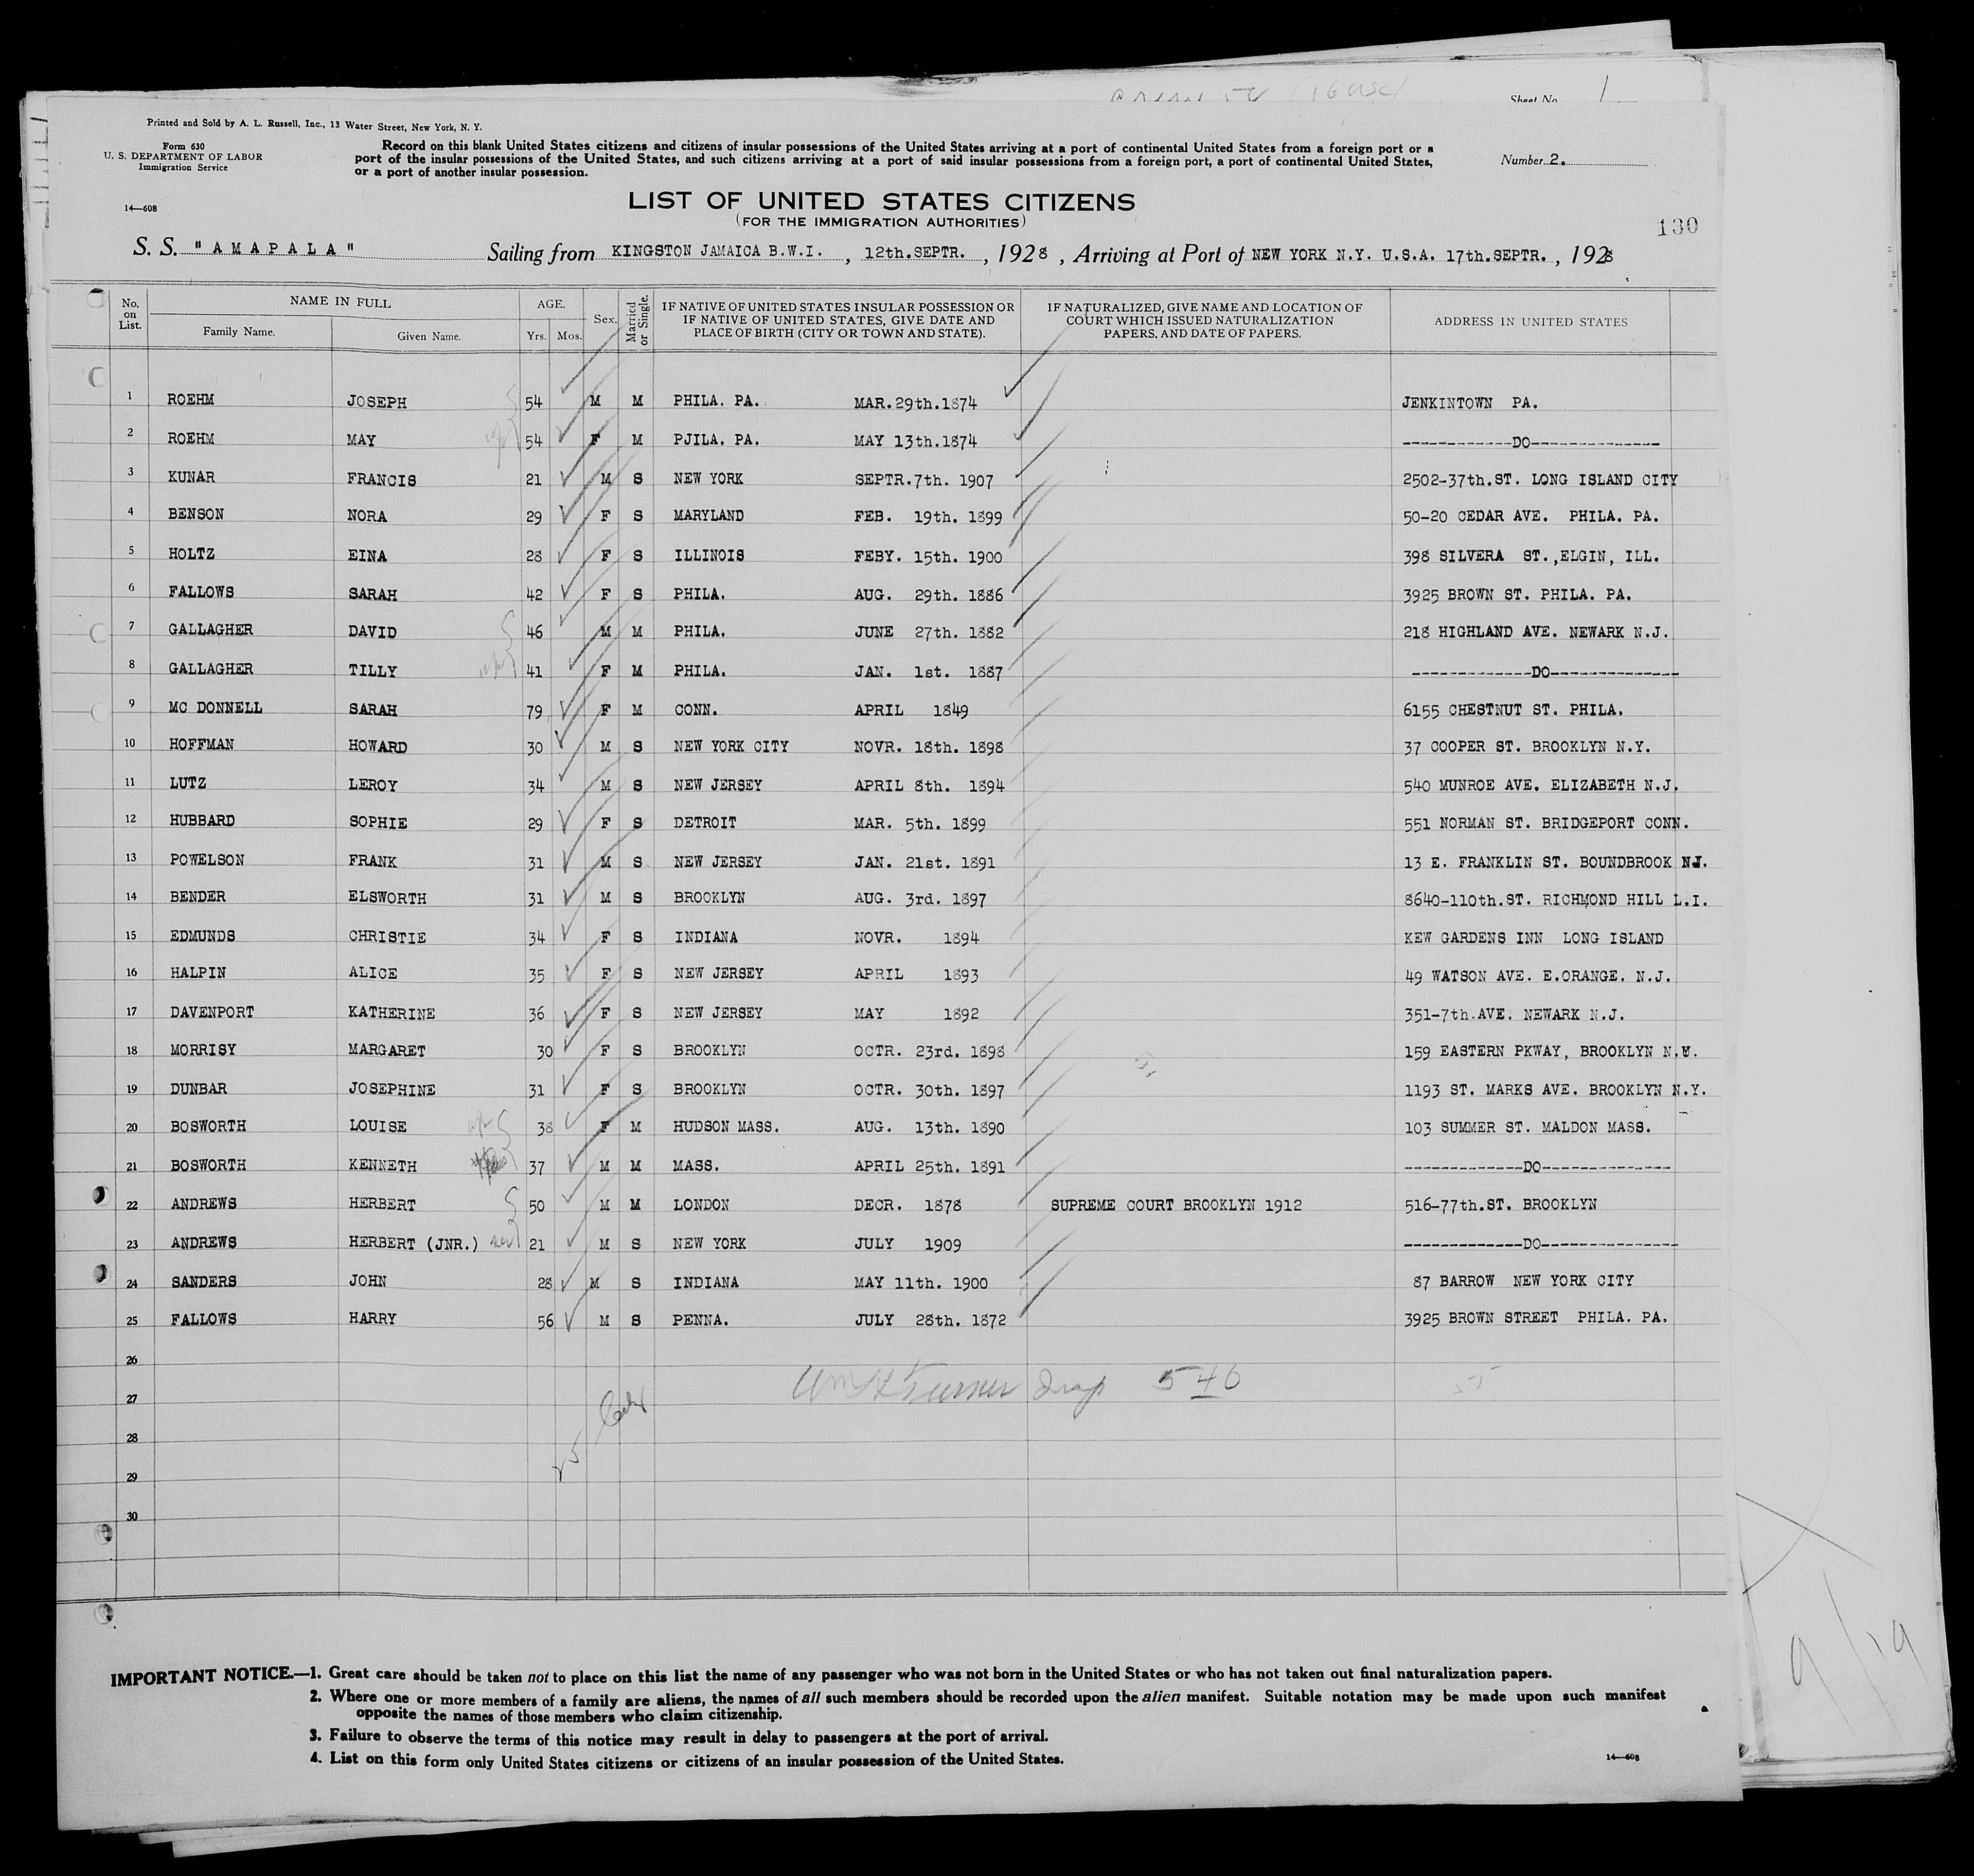 Sheet No. 1
Printed and Sold by A. L. Russell, Inc., 13 Water Street, New York, N. Y.
Form 630
U. S. DEPARTMENT OF LABOR
Immigration Service
14—608
Record on this blank United States citizens and citizens of insular possessions of the United States arriving at a port of continental United States from a foreign port or a
port of the insular possessions of the United States, and such citizens arriving at a port of said insular possessions from a foreign port, a port of continental United States,
or a port of another insular possession.
Number 2.
LIST OF UNITED STATES CITIZENS
(FOR THE IMMIGRATION AUTHORITIES)
130
S. S. "AMAPALA" Sailing from KINGSTON JAMAICA B.W.I. , 12th.SEPTR. , 1928 , Arriving at Port of NEW YORK N.Y. U.S.A. 17th.SEPTR. , 1928
No. on List. NAME IN FULL AGE. Sex. Married or Single. IF NATIVE OF UNITED STATES INSULAR POSSESSION OR IF NATIVE OF UNITED STATES, GIVE DATE AND PLACE OF BIRTH (CITY OR TOWN AND STATE). IF NATURALIZED, GIVE NAME AND LOCATION OF COURT WHICH ISSUED NATURALIZATION PAPERS, AND DATE OF PAPERS. ADDRESS IN UNITED STATES
Family Name. Given Name. Yrs. Mos.
1 ROEHM JOSEPH 54 M M PHILA. PA. MAR.29th.1874 JENKINTOWN PA.
2 ROEHM MAY 54 F M PJILA. PA. MAY 13th.1874 ------------DO--------------
3 KUNAR FRANCIS 21 M S NEW YORK SEPTR.7th. 1907 2502-37th.ST. LONG ISLAND CITY
4 BENSON NORA 29 F S MARYLAND FEB. 19th. 1899 50-20 CEDAR AVE. PHILA. PA.
5 HOLTZ EINA 28 F S ILLINOIS FEBY. 15th. 1900 398 SILVERA ST.,ELGIN, ILL.
6 FALLOWS SARAH 42 F S PHILA. AUG. 29th. 1886 3925 BROWN ST. PHILA. PA.
7 GALLAGHER DAVID 46 M M PHILA. JUNE 27th. 1882 218 HIGHLAND AVE. NEWARK N.J.
8 GALLAGHER TILLY 41 F M PHILA. JAN. 1st. 1887 -------------DO--------------
9 MC DONNELL SARAH 79 F M CONN. APRIL 1849 6155 CHESTNUT ST. PHILA.
10 HOFFMAN HOWARD 30 M S NEW YORK CITY NOVR. 18th. 1898 37 COOPER ST. BROOKLYN N.Y.
11 LUTZ LEROY 34 M S NEW JERSEY APRIL 8th. 1894 540 MUNROE AVE. ELIZABETH N.J.
12 HUBBARD SOPHIE 29 F S DETROIT MAR. 5th. 1899 551 NORMAN ST. BRIDGEPORT CONN.
13 POWELSON FRANK 31 M S NEW JERSEY JAN. 21st. 1891 13 E. FRANKLIN ST. BOUNDBROOK NJ.
14 BENDER ELSWORTH 31 M S BROOKLYN AUG. 3rd. 1897 8640-110th.ST. RICHMOND HILL L.I.
15 EDMUNDS CHRISTIE 34 F S INDIANA NOVR. 1894 KEW GARDENS INN LONG ISLAND
16 HALPIN ALICE 35 F S NEW JERSEY APRIL 1893 49 WATSON AVE. E.ORANGE. N.J.
17 DAVENPORT KATHERINE 36 F S NEW JERSEY MAY 1892 351-7th.AVE. NEWARK N.J.
18 MORRISY MARGARET 30 F S BROOKLYN OCTR. 23rd. 1898 159 EASTERN PKWAY, BROOKLYN N.Y.
19 DUNBAR JOSEPHINE 31 F S BROOKLYN OCTR. 30th. 1897 1193 ST. MARKS AVE. BROOKLYN N.Y.
20 BOSWORTH LOUISE 38 F M HUDSON MASS. AUG. 13th. 1890 103 SUMMER ST. MALDON MASS.
21 BOSWORTH KENNETH 37 M M MASS. APRIL 25th. 1891 -------------DO--------------
22 ANDREWS HERBERT 50 M M LONDON DECR. 1878 SUPREME COURT BROOKLYN 1912 516-77th.ST. BROOKLYN
23 ANDREWS HERBERT (JNR.) 21 M S NEW YORK JULY 1909 -------------DO---------------
24 SANDERS JOHN 28 M S INDIANA MAY 11th. 1900 87 BARROW NEW YORK CITY
25 FALLOWS HARRY 56 M S PENNA. JULY 28th. 1872 3925 BROWN STREET PHILA. PA.
26
Wm H Turner Insp 540
27
28
25
29
30
IMPORTANT NOTICE.—1. Great care should be taken not to place on this list the name of any passenger who was not born in the United States or who has not taken out final naturalization papers.
2. Where one or more members of a family are aliens, the names of all such members should be recorded upon the alien manifest. Suitable notation may be made upon such manifest
opposite the names of those members who claim citizenship.
3. Failure to observe the terms of this notice may result in delay to passengers at the port of arrival.
4. List on this form only United States citizens or citizens of an insular possession of the United States.
14—608
9/19